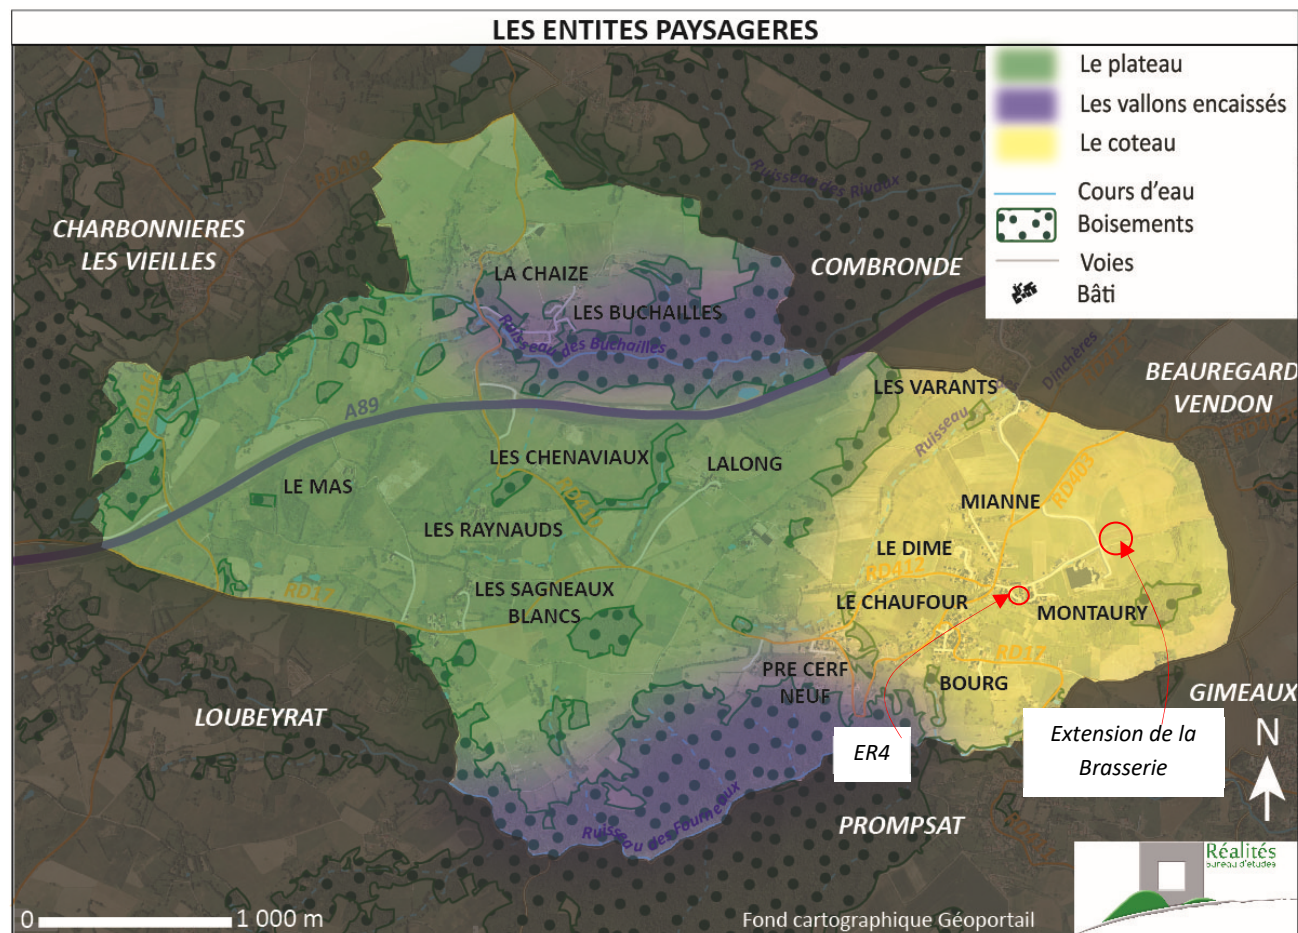 LES ENTITES PAYSAGERES
Le plateau
Les vallons encaissés
Le coteau
Cours d'eau
Boisements
Voies
Bâti
Ruisseau des Rivaux
CHARBONNIERES
LES VIEILLES
COMBRONDE
LA CHAIZE
LES BUCHAILLES
Ruisseau des Buchailles
BEAUREGARD
VENDON
LES VARANTS
Ruisseau
Dinchères
A89
LES CHENAVIAUX
LALONG
LE MAS
RD403
MIANNE
LES RAYNAUDS
LE DIME
RD412
LES SAGNEAUX
BLANCS
RD17
LE CHAUFOUR
MONTAURY
PRE CERF
NEUF
RD17
BOURG
LOUBEYRAT
GIMEAUX
ER4
Extension de la
Brasserie
N
Ruisseau des Fourneaux
PROMPSAT
Réalités
bureau d'études
0 1 000 m
Fond cartographique Géoportail